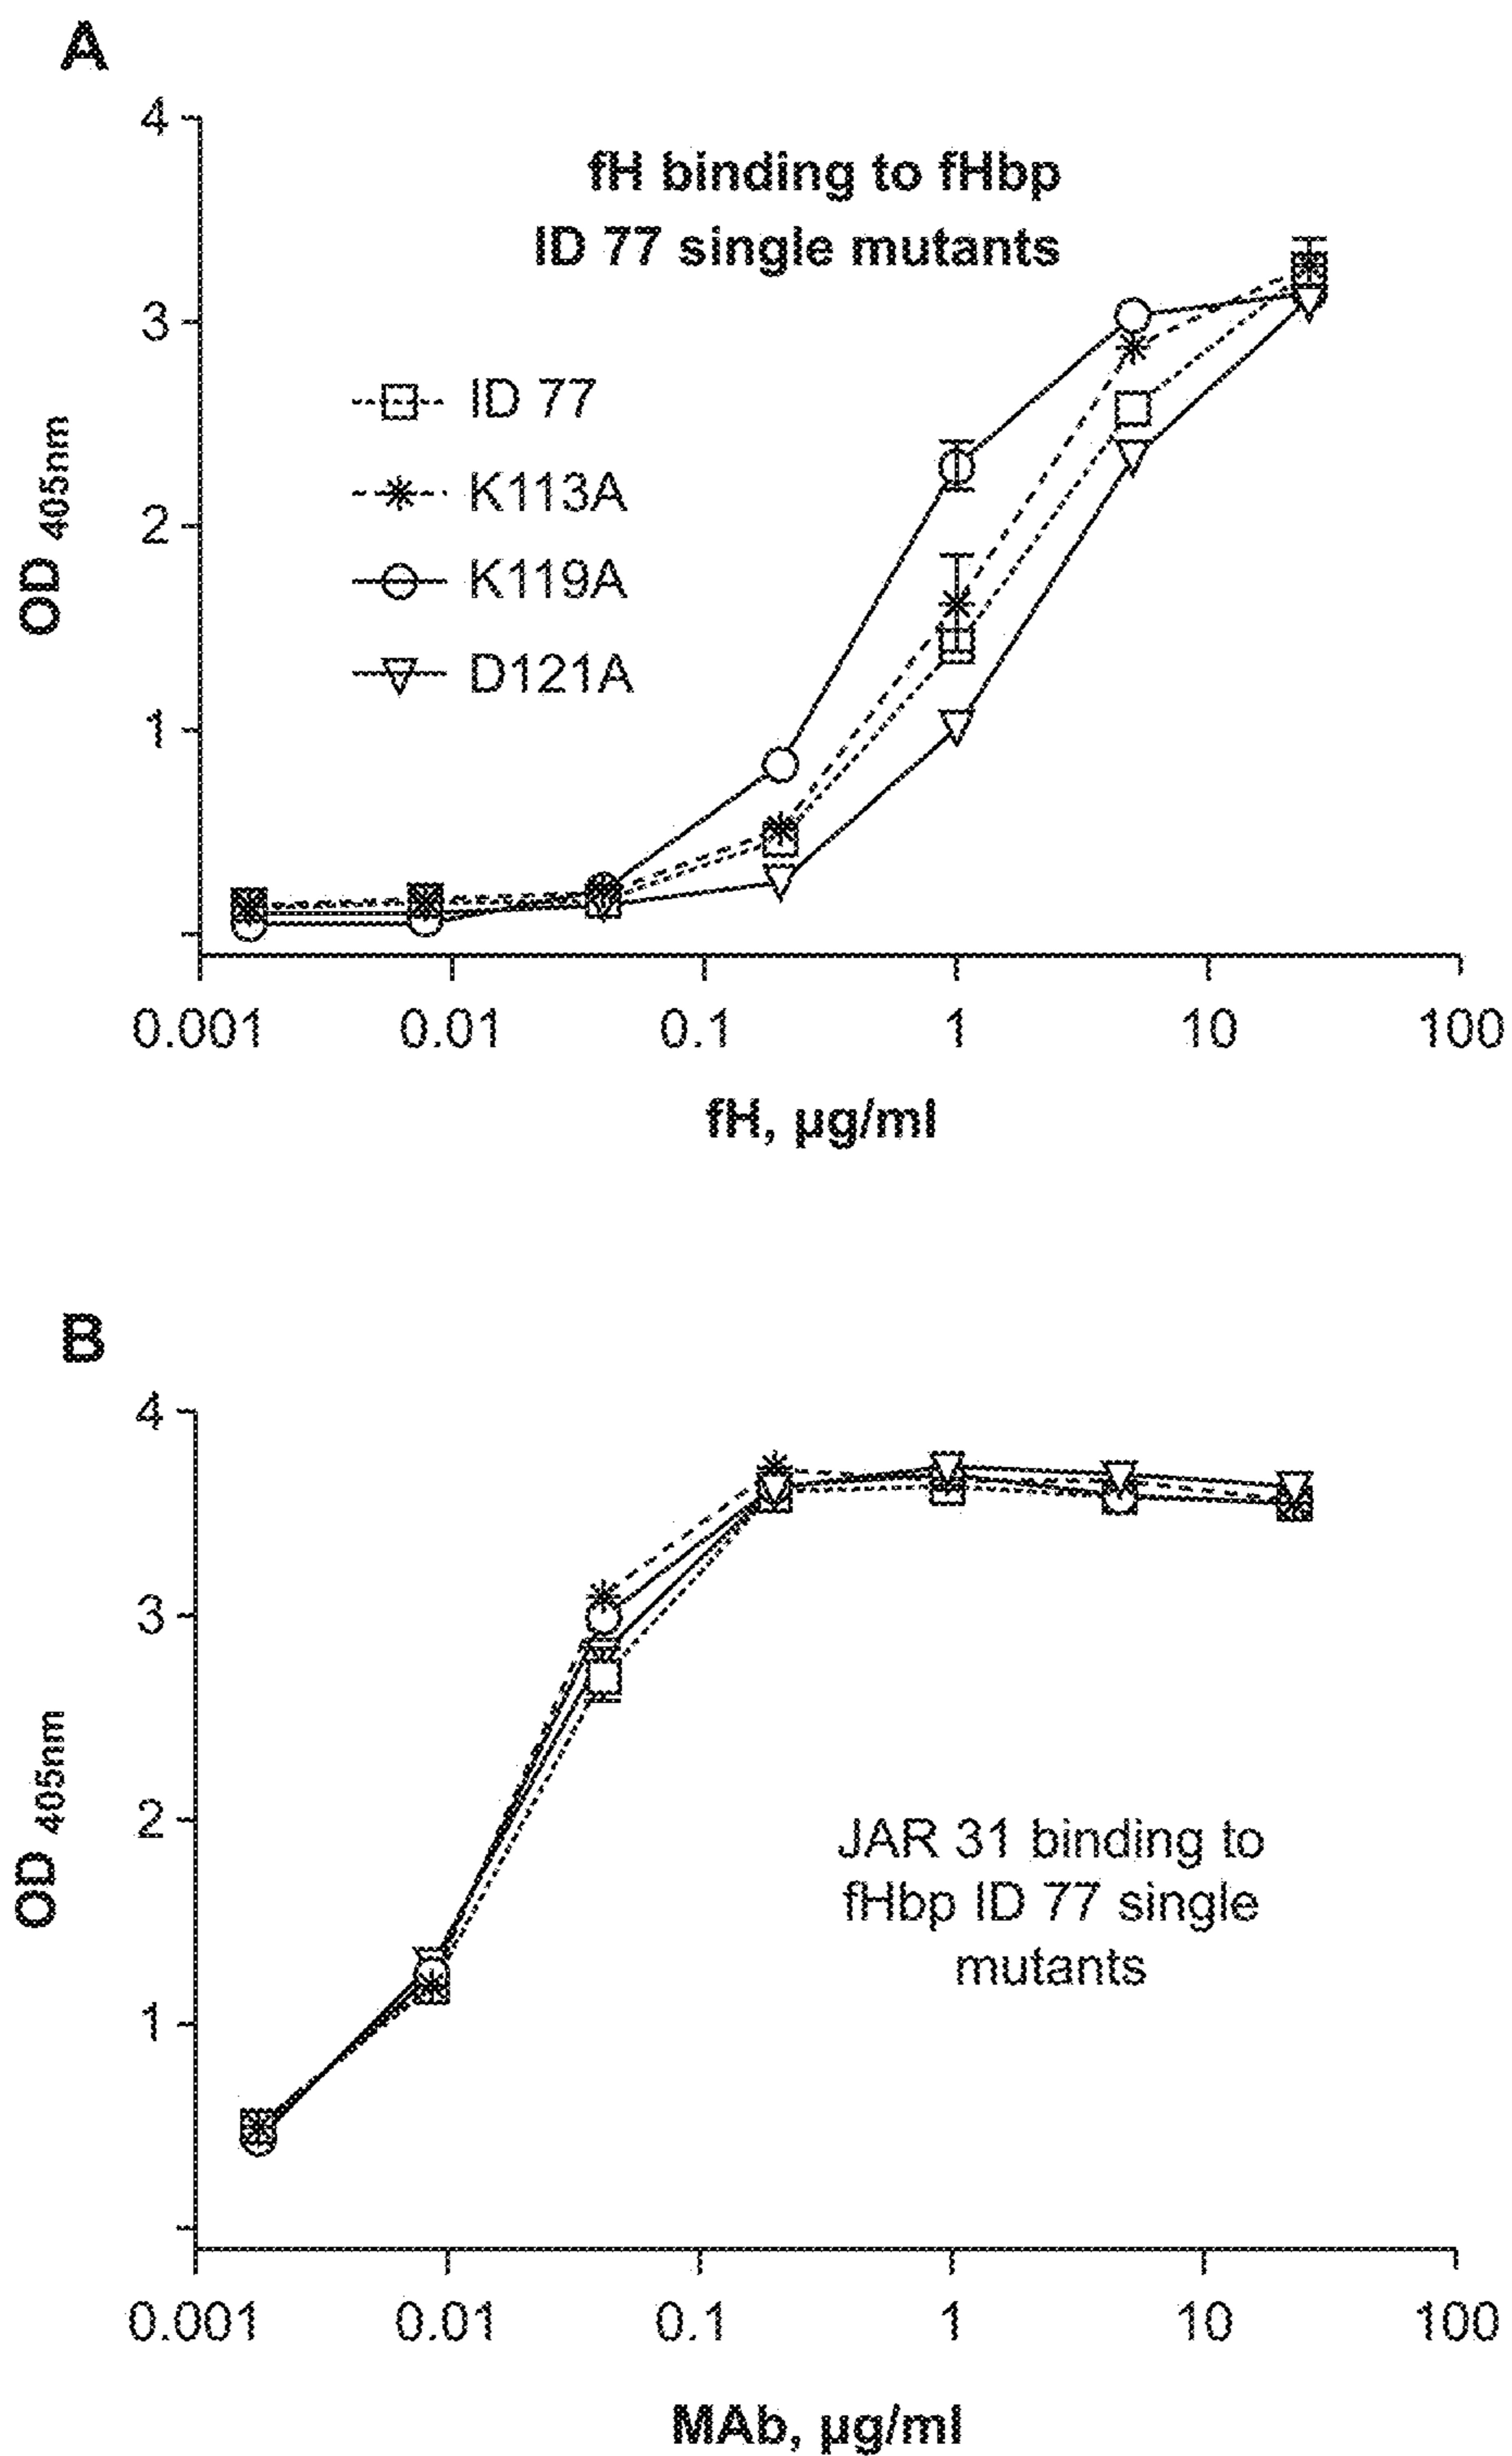 A
4
fH binding to fHbp
ID 77 single mutants
3
ID 77
K113A
2
K119A
D121A
1
OD 405nm
0.001 0.01 0.1 1 10 100
fH, µg/ml
B
4
3
2
JAR 31 binding to
fHbp ID 77 single
mutants
1
OD 405nm
0.001 0.01 0.1 1 10 100
MAb, µg/ml